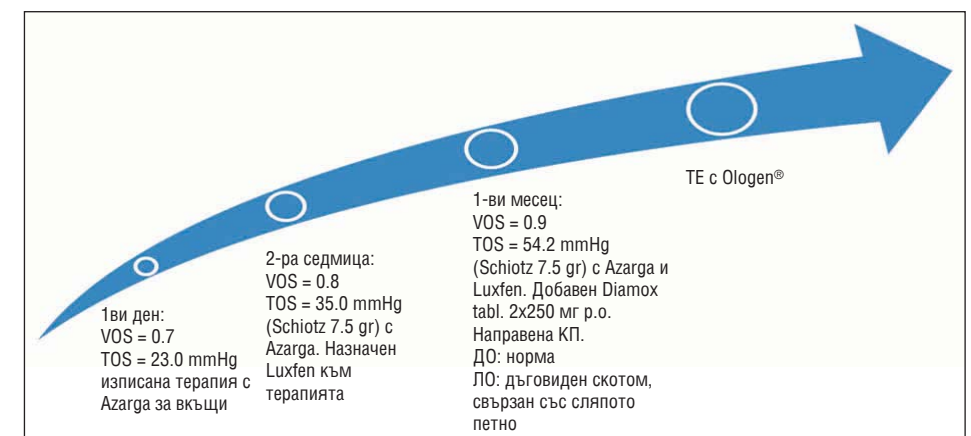 1ви ден:
VOS = 0.7
TOS = 23.0 mmHg
изписана терапия с
Azarga за вкъщи
2-ра седмица:
VOS = 0.8
TOS = 35.0 mmHg
(Schiotz 7.5 gr) с
Azarga. Назначен
Luxfen към
терапията
1-ви месец:
VOS = 0.9
TOS = 54.2 mmHg
(Schiotz 7.5 gr) с Azarga и
Luxfen. Добавен Diamox
tabl. 2x250 мг р.о.
Направена КП.
ДО: норма
ЛО: дъговиден скотом,
свързан със сляпото
петно
ТЕ с Ologen®